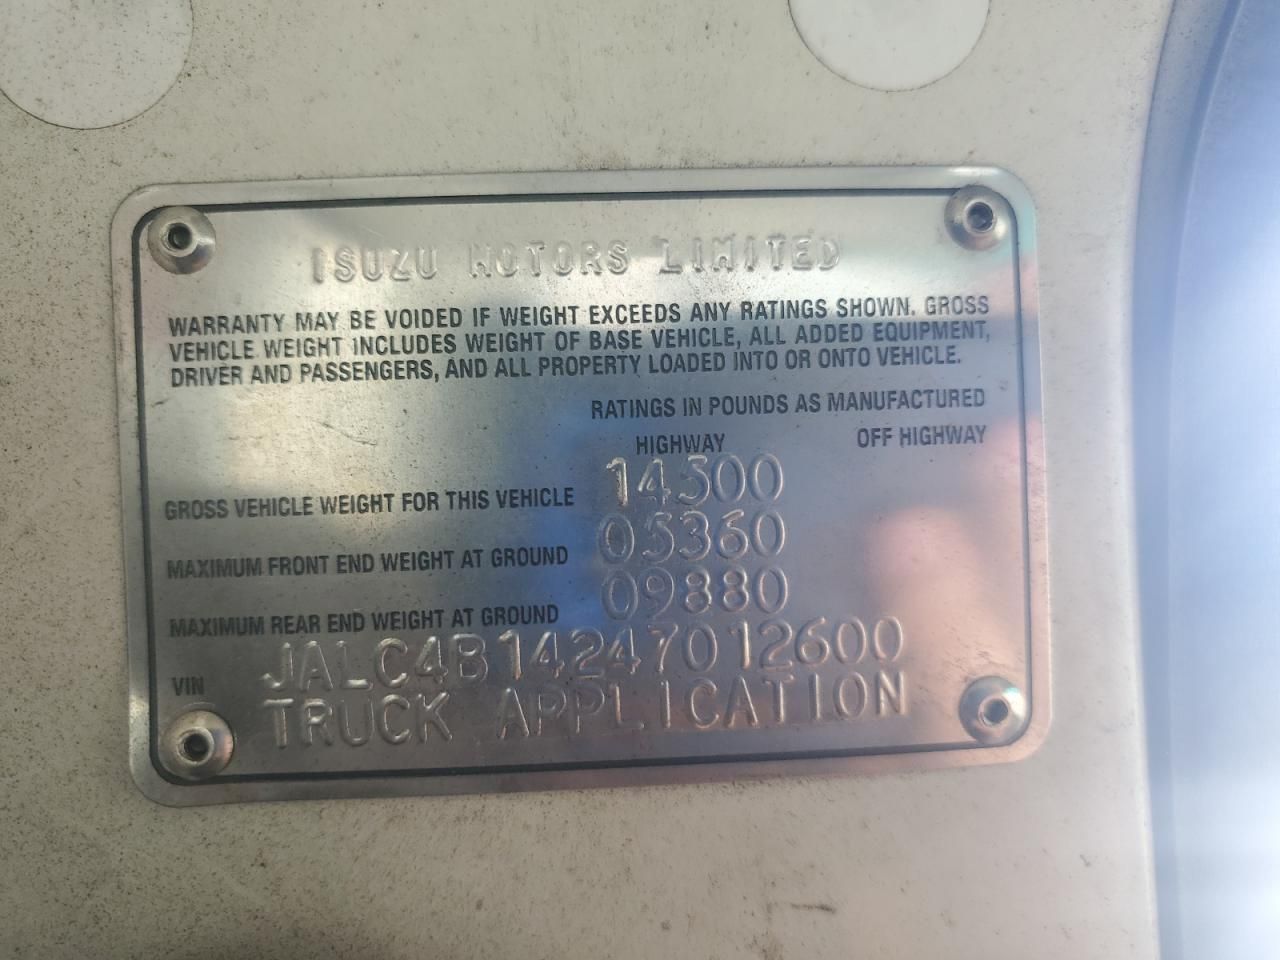 ISUZU MOTORS LIMITED
WARRANTY MAY BE VOIDED IF WEIGHT EXCEEDS ANY RATINGS SHOWN. GROSS
VEHICLE WEIGHT INCLUDES WEIGHT OF BASE VEHICLE, ALL ADDED EQUIPMENT,
DRIVER AND PASSENGERS, AND ALL PROPERTY LOADED INTO OR ONTO VEHICLE.
RATINGS IN POUNDS AS MANUFACTURED
HIGHWAY OFF HIGHWAY
GROSS VEHICLE WEIGHT FOR THIS VEHICLE 14500
MAXIMUM FRONT END WEIGHT AT GROUND 05360
MAXIMUM REAR END WEIGHT AT GROUND 09880
VIN JALC4B14247012600
TRUCK APPLICATION